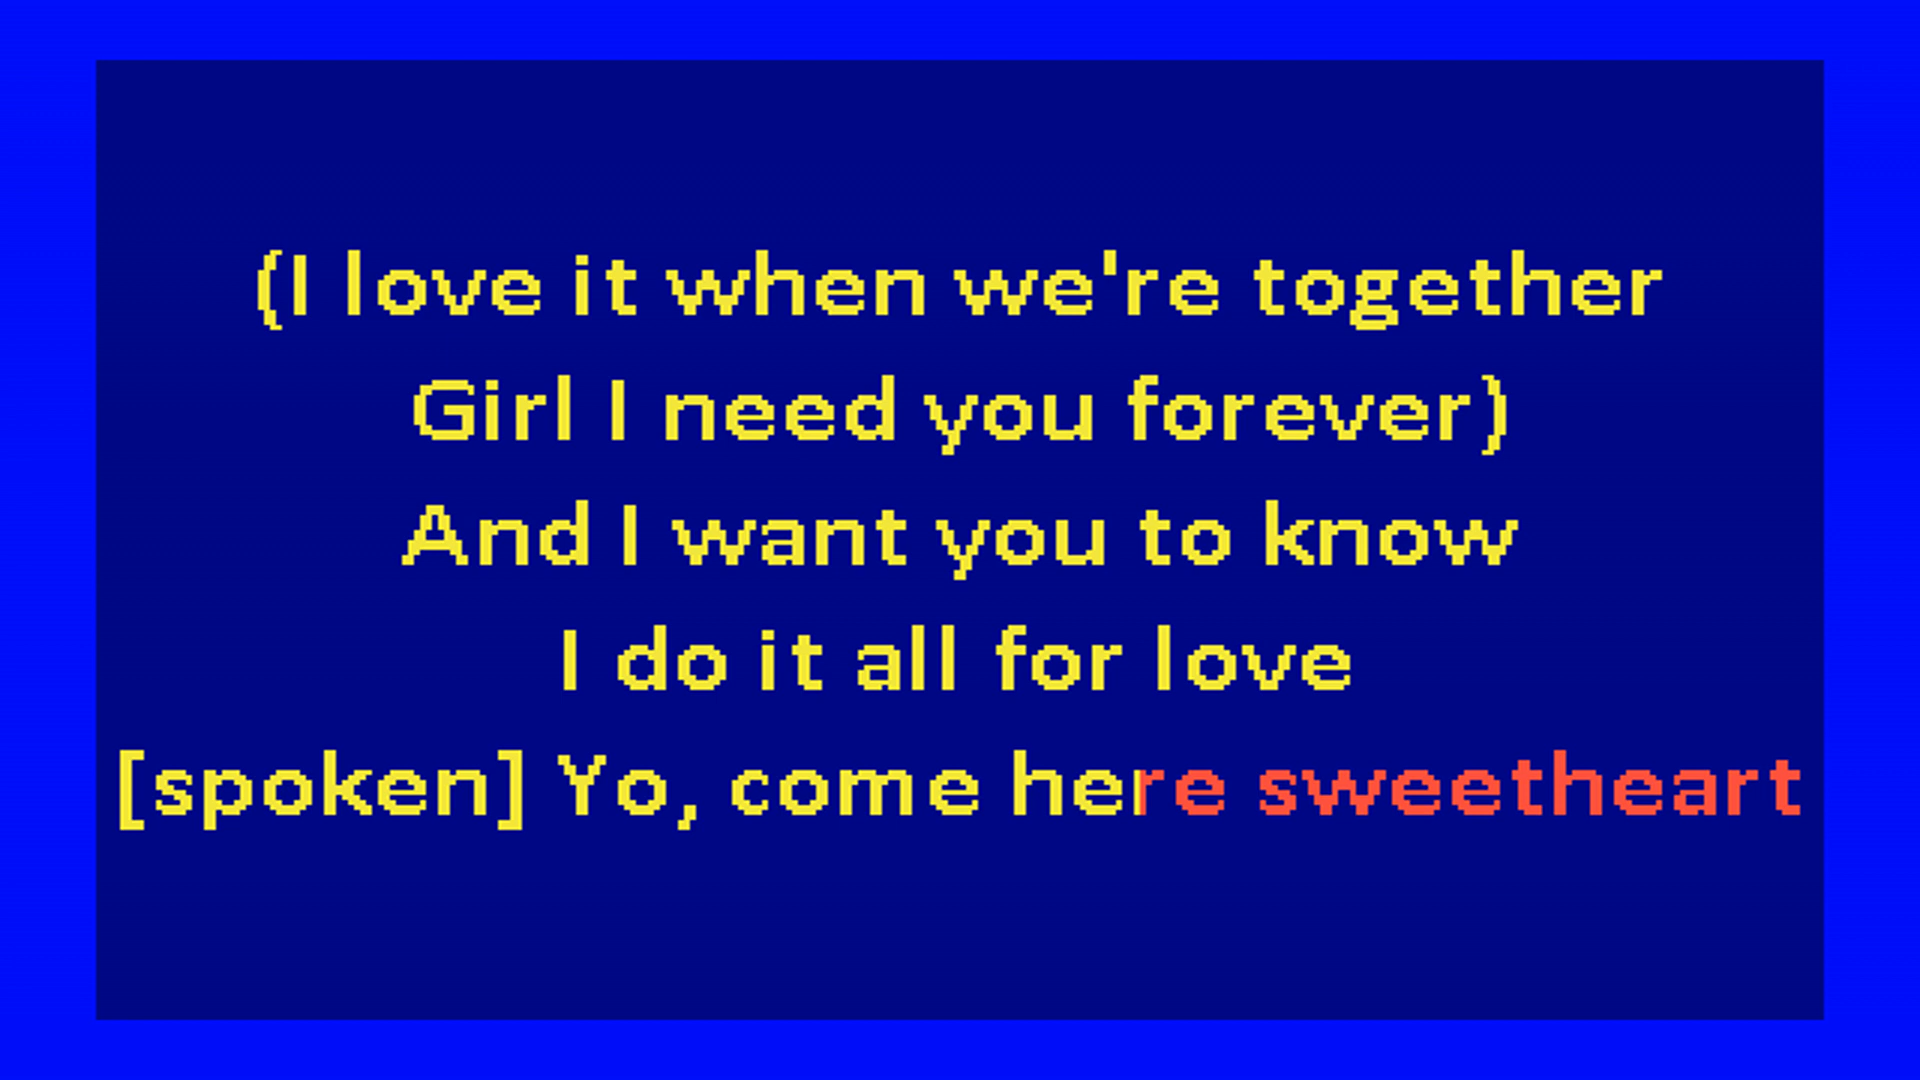 (I love it when we're together
Girl I need you forever)
And I want you to know
I do it all for love
[spoken] Yo, come here sweetheart